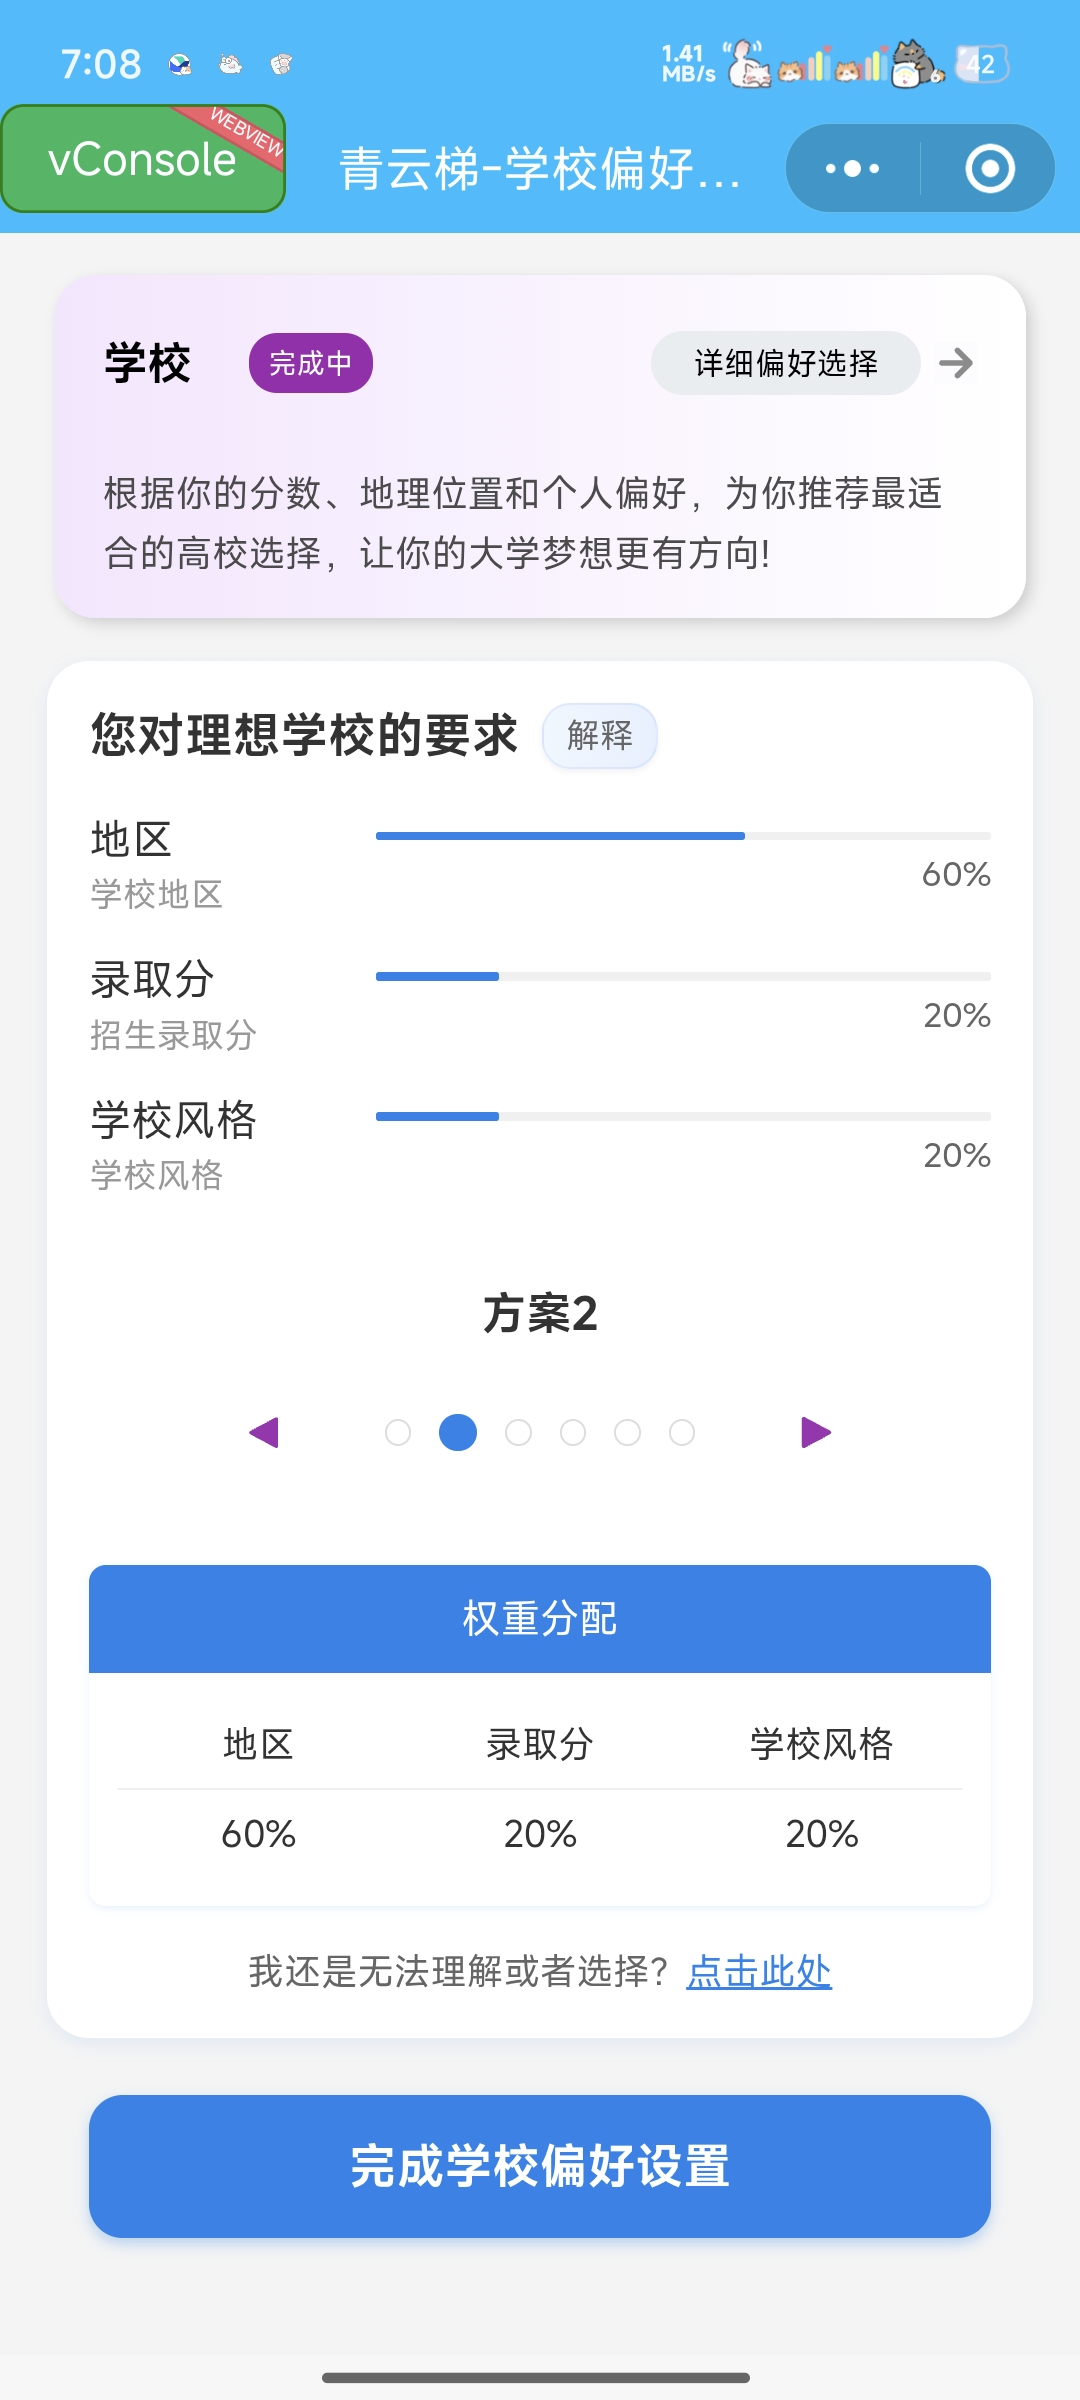 7:08
1.41
MB/s
42
vConsole
WEBVIEW
青云梯-学校偏好...
学校
完成中
详细偏好选择
根据你的分数、地理位置和个人偏好，为你推荐最适
合的高校选择，让你的大学梦想更有方向!
您对理想学校的要求
解释
地区
学校地区
60%
录取分
招生录取分
20%
学校风格
学校风格
20%
方案2
权重分配
地区 录取分 学校风格
60% 20% 20%
我还是无法理解或者选择？点击此处
完成学校偏好设置